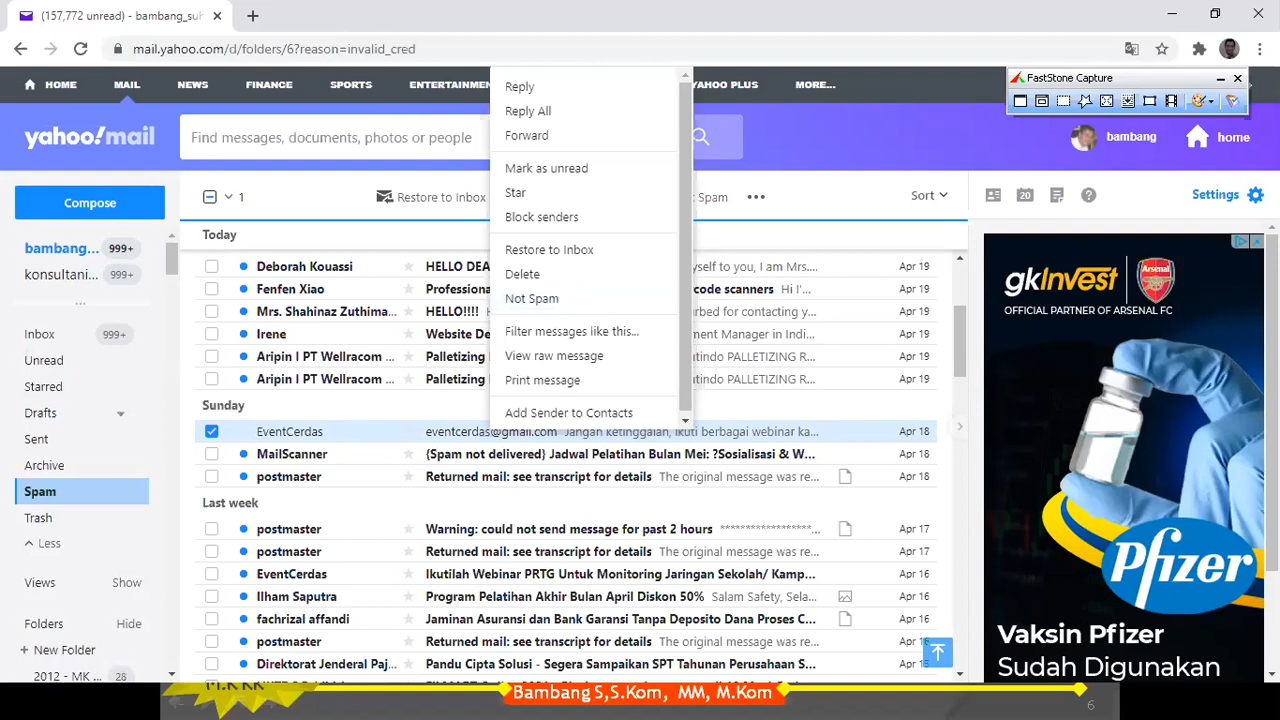 (157,772 unread) - bambang_suh
mail.yahoo.com/d/folders/6?reason=invalid_cred
HOME MAIL NEWS FINANCE SPORTS ENTERTAINMEN YAHOO PLUS MORE...
FastStone Capture
yahoo!mail
Find messages, documents, photos or people
bambang
home
Compose
1
Restore to Inbox
Spam
Sort
20
Settings
bambang... 999+
konsultani... 999+
...
Inbox 999+
Unread
Starred
Drafts
Sent
Archive
Spam
Trash
Less
Views Show
Folders Hide
+ New Folder
2012 - MK 28
Reply
Reply All
Forward
Mark as unread
Star
Block senders
Restore to Inbox
Delete
Not Spam
Filter messages like this...
View raw message
Print message
Add Sender to Contacts
Today
Deborah Kouassi HELLO DEA yself to you, I am Mrs.... Apr 19
Fenfen Xiao Professiona code scanners Hi I'... Apr 19
Mrs. Shahinaz Zuthima... HELLO!!!! urbed for contacting y... Apr 19
Irene Website De ment Manager in Indi... Apr 19
Aripin I PT Wellracom ... Palletizing utindo PALLETIZING R... Apr 19
Aripin I PT Wellracom ... Palletizing utindo PALLETIZING R... Apr 19
Sunday
EventCerdas eventcerdas@gmail.com Jangan ketinggalan, ikuti berbagai webinar ka... Apr 18
MailScanner {Spam not delivered} Jadwal Pelatihan Bulan Mei: ?Sosialisasi & W... Apr 18
postmaster Returned mail: see transcript for details The original message was re... Apr 18
Last week
postmaster Warning: could not send message for past 2 hours ******************... Apr 17
postmaster Returned mail: see transcript for details The original message was re... Apr 17
EventCerdas Ikutilah Webinar PRTG Untuk Monitoring Jaringan Sekolah/ Kamp... Apr 16
Ilham Saputra Program Pelatihan Akhir Bulan April Diskon 50% Salam Safety, Sela... Apr 16
fachrizal affandi Jaminan Asuransi dan Bank Garansi Tanpa Deposito Dana Proses C... Apr 16
postmaster Returned mail: see transcript for details The original message was re... Apr 16
Direktorat Jenderal Paj... Pandu Cipta Solusi - Segera Sampaikan SPT Tahunan Perusahaan S... Apr 15
gkInvest Arsenal
OFFICIAL PARTNER OF ARSENAL FC
Pfizer
Vaksin Pfizer
Sudah Digunakan
Bambang S,S.Kom, MM, M.Kom
6